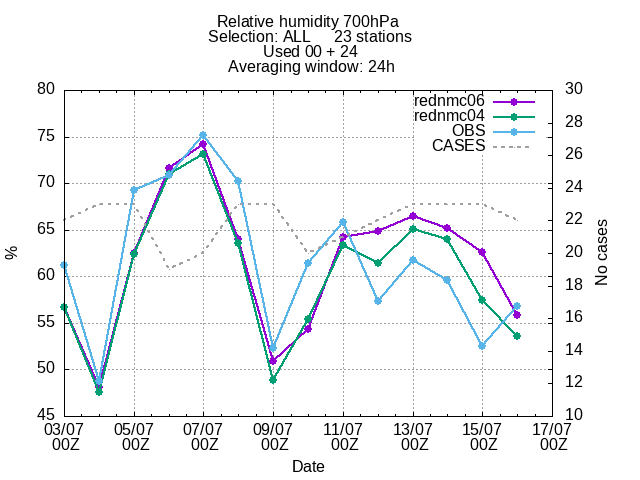 Relative humidity 700hPa
Selection: ALL 23 stations
Used 00 + 24
Averaging window: 24h
rednmc06
rednmc04
OBS
CASES
80
75
70
65
60
55
50
45
%
30
28
26
24
22
20
18
16
14
12
10
No cases
03/07 05/07 07/07 09/07 11/07 13/07 15/07 17/07
00Z 00Z 00Z 00Z 00Z 00Z 00Z 00Z
Date